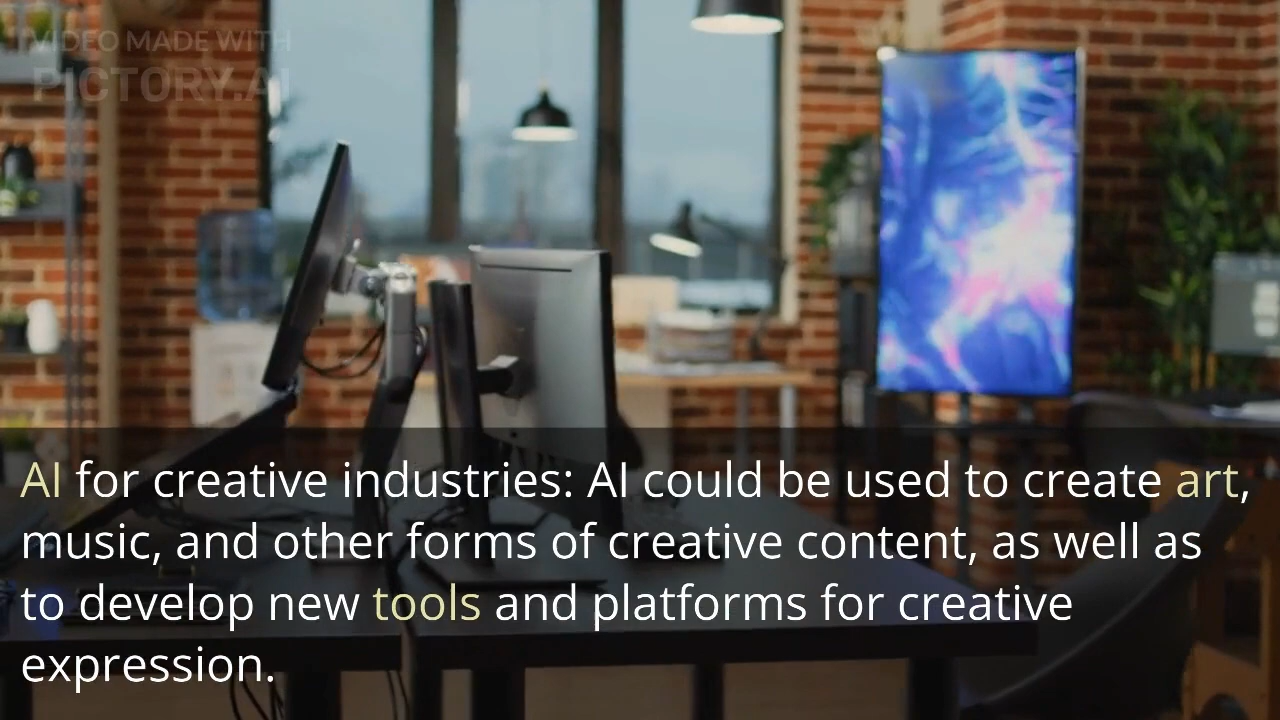 VIDEO MADE WITH
PICTORY.AI
AI for creative industries: AI could be used to create art,
music, and other forms of creative content, as well as
to develop new tools and platforms for creative
expression.